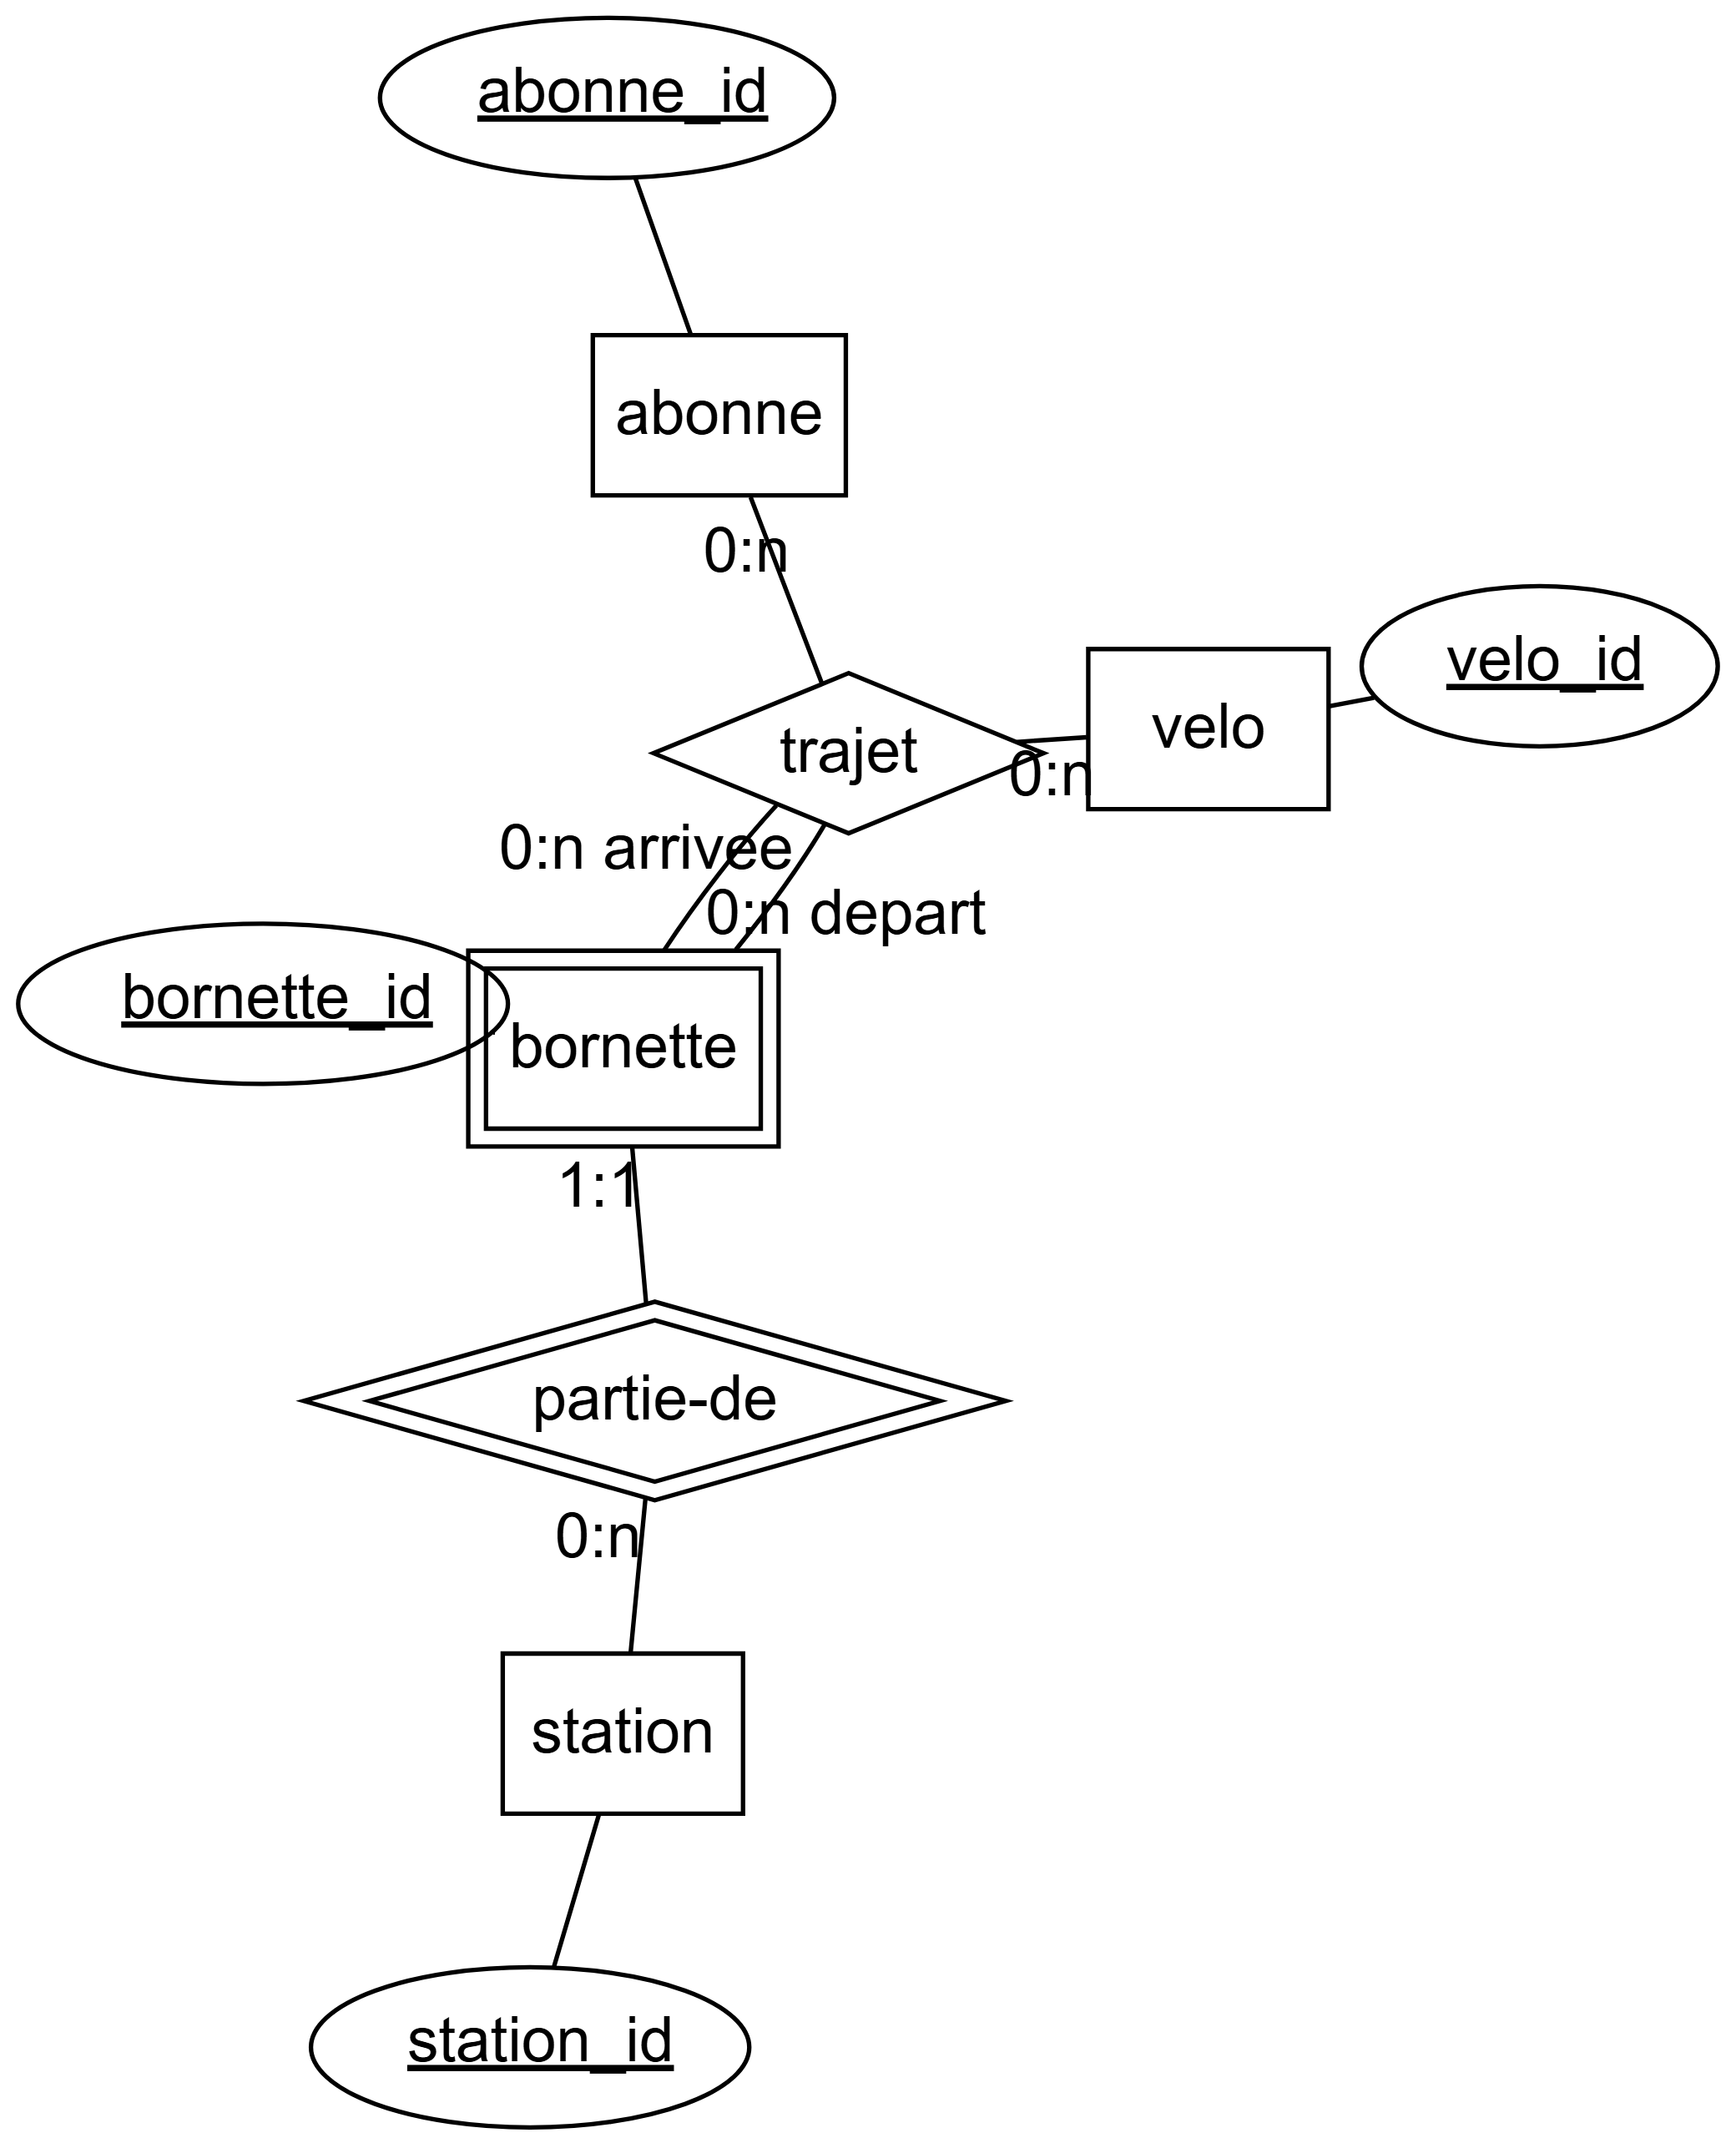 abonne_id
abonne
0:n
velo_id
velo
trajet
0:n
0:n arrivee
0:n depart
bornette_id
bornette
1:1
partie-de
0:n
station
station_id